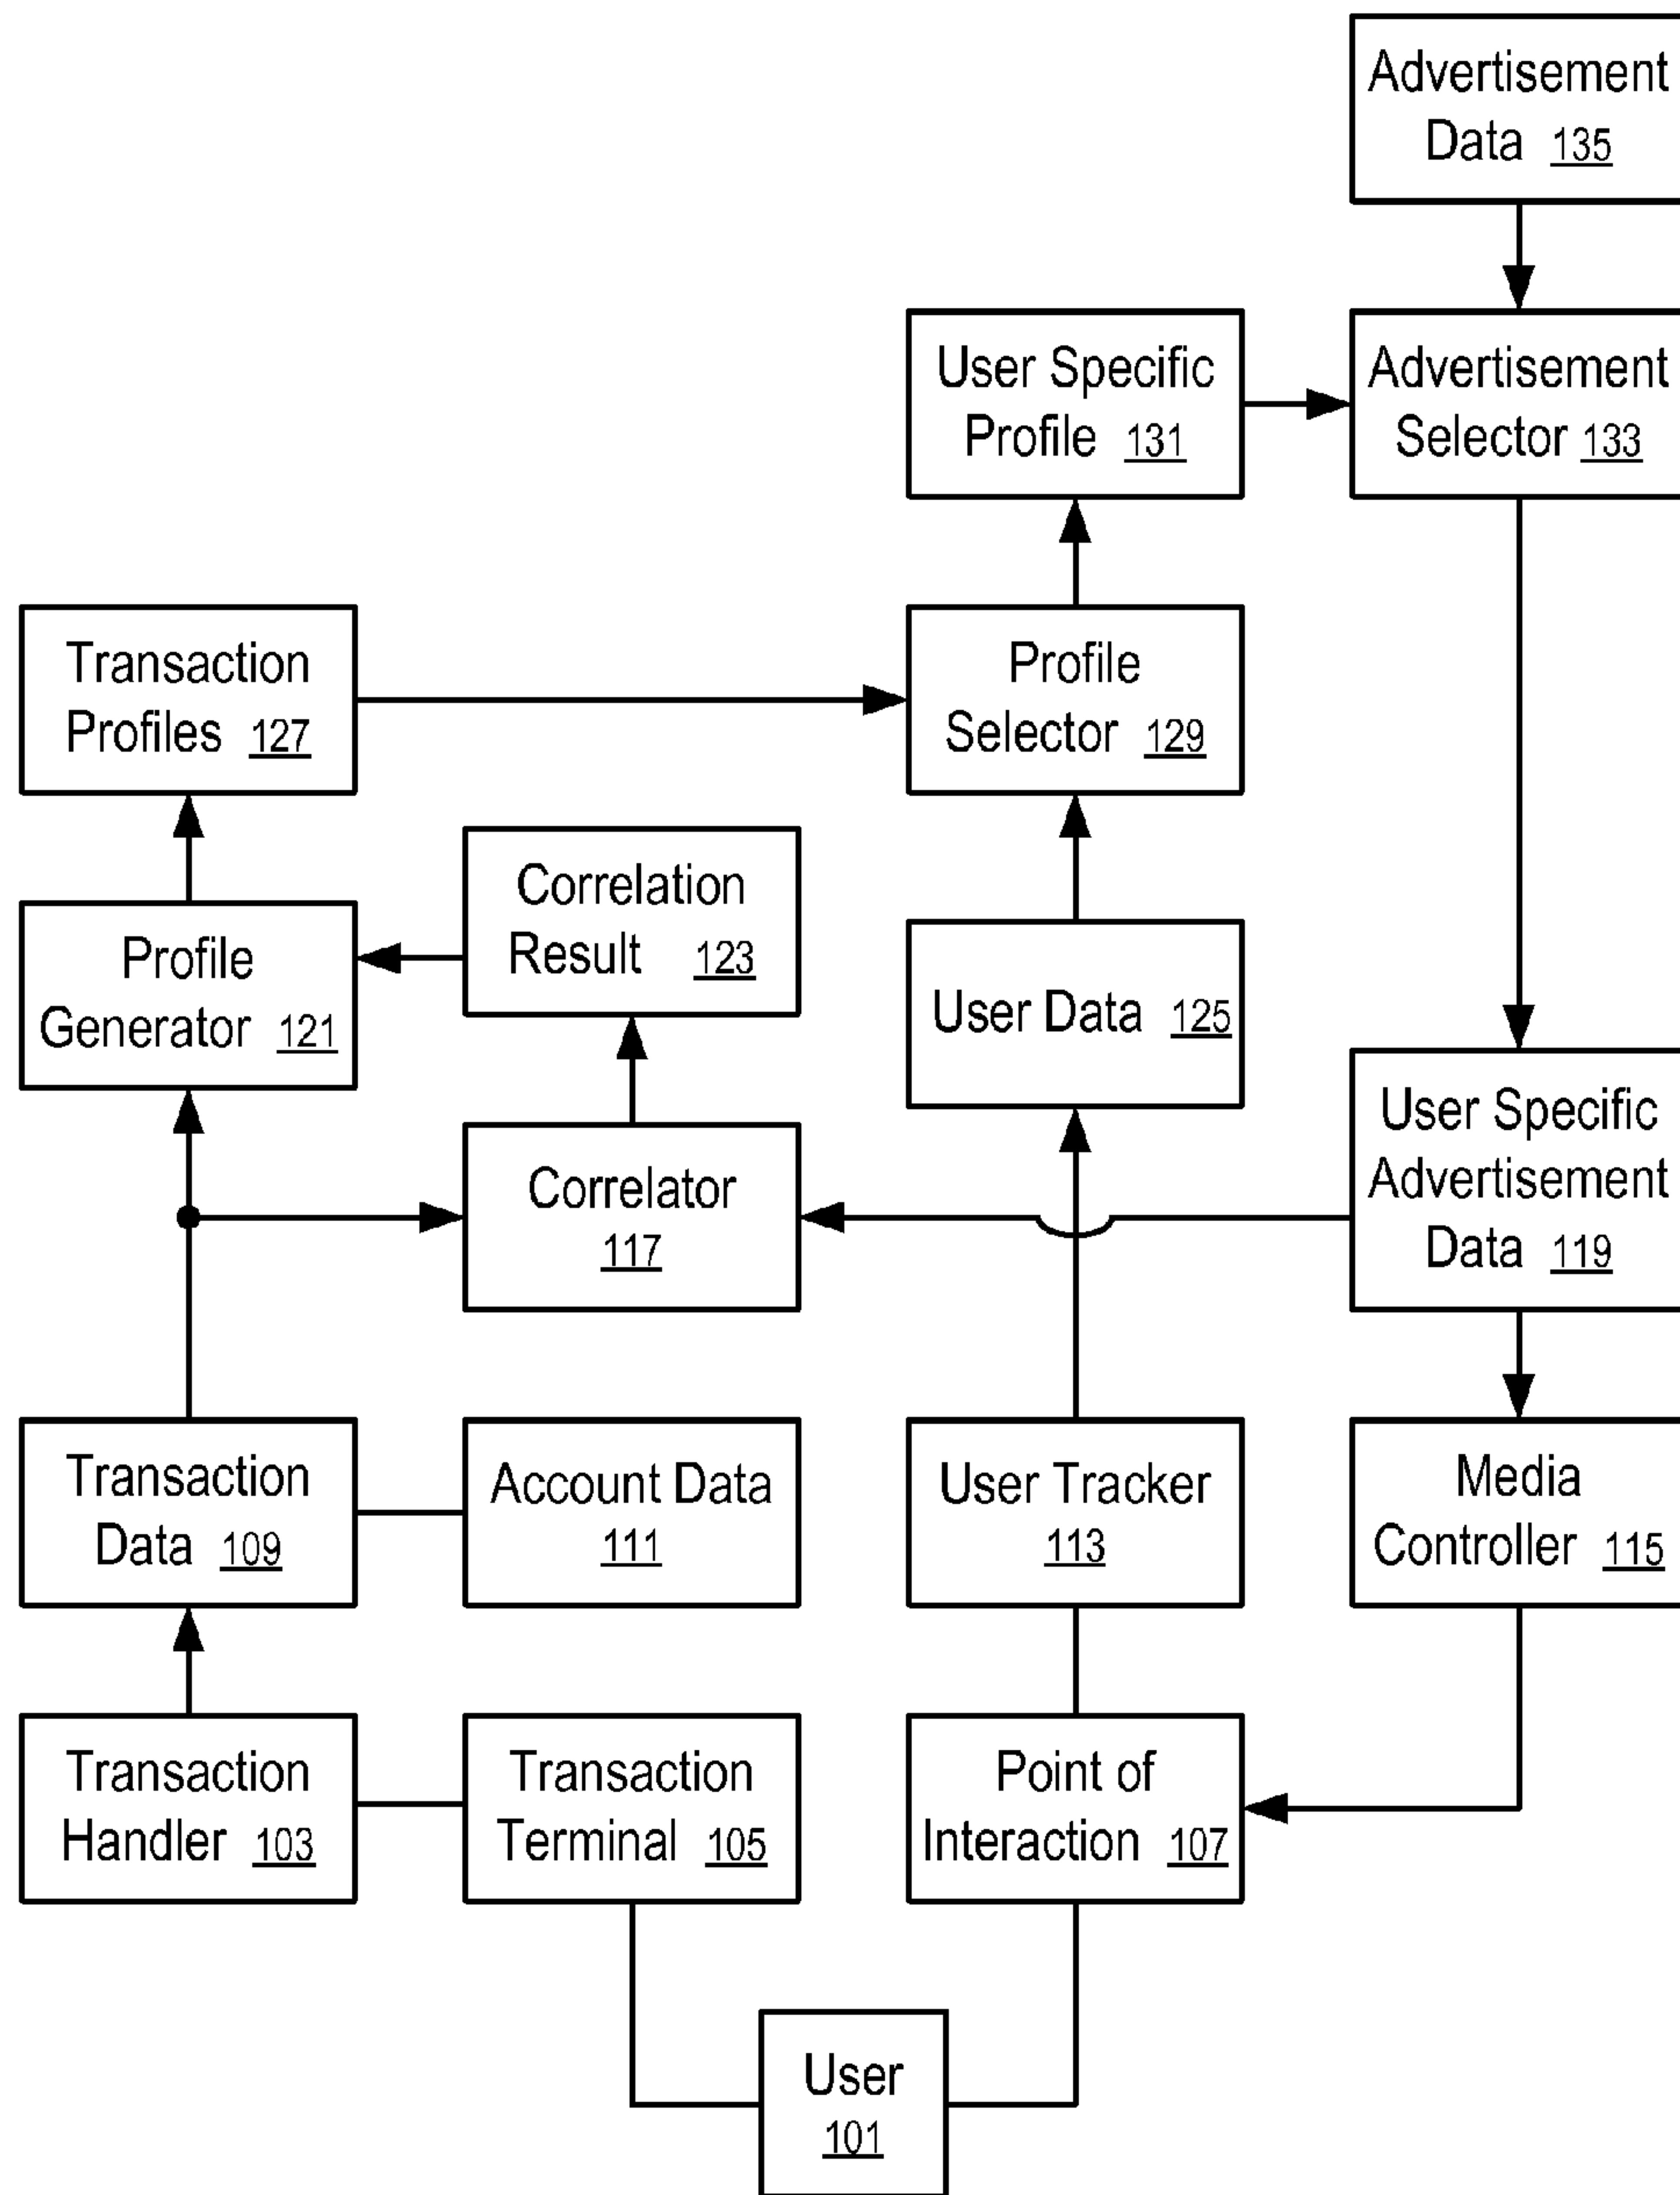 Advertisement
Data 135
User Specific
Profile 131
Advertisement
Selector 133
Transaction
Profiles 127
Profile
Selector 129
Correlation
Result 123
Profile
Generator 121
User Data 125
User Specific
Advertisement
Data 119
Correlator
117
Transaction
Data 109
Account Data
111
User Tracker
113
Media
Controller 115
Transaction
Handler 103
Transaction
Terminal 105
Point of
Interaction 107
User
101